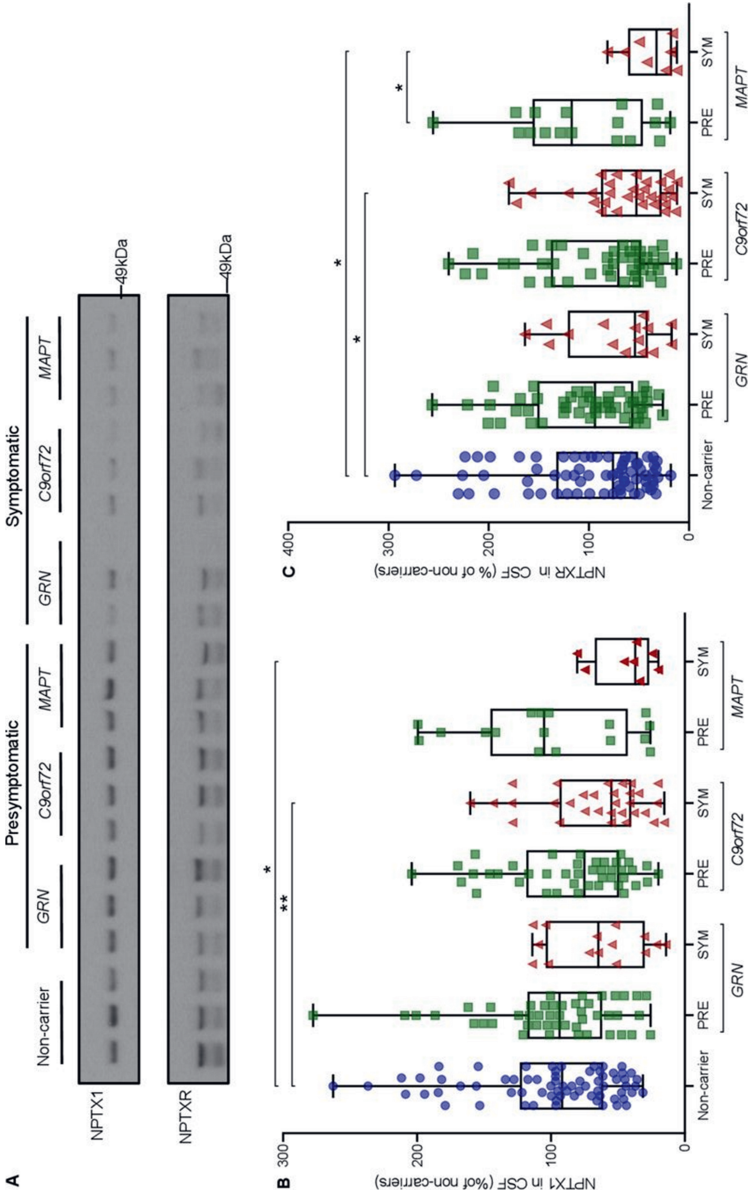 A
Presymptomatic
Symptomatic
Non-carrier
GRN
C9orf72
MAPT
GRN
C9orf72
MAPT
NPTX1
49kDa
NPTXR
49kDa
B
NPTX1 in CSF (%of non-carriers)
300
200
100
0
*
**
Non-carrier
PRE
SYM
PRE
SYM
PRE
SYM
GRN
C9orf72
MAPT
C
NPTXR in CSF (% of non-carriers)
400
300
200
100
0
*
*
*
Non-carrier
PRE
SYM
PRE
SYM
PRE
SYM
GRN
C9orf72
MAPT